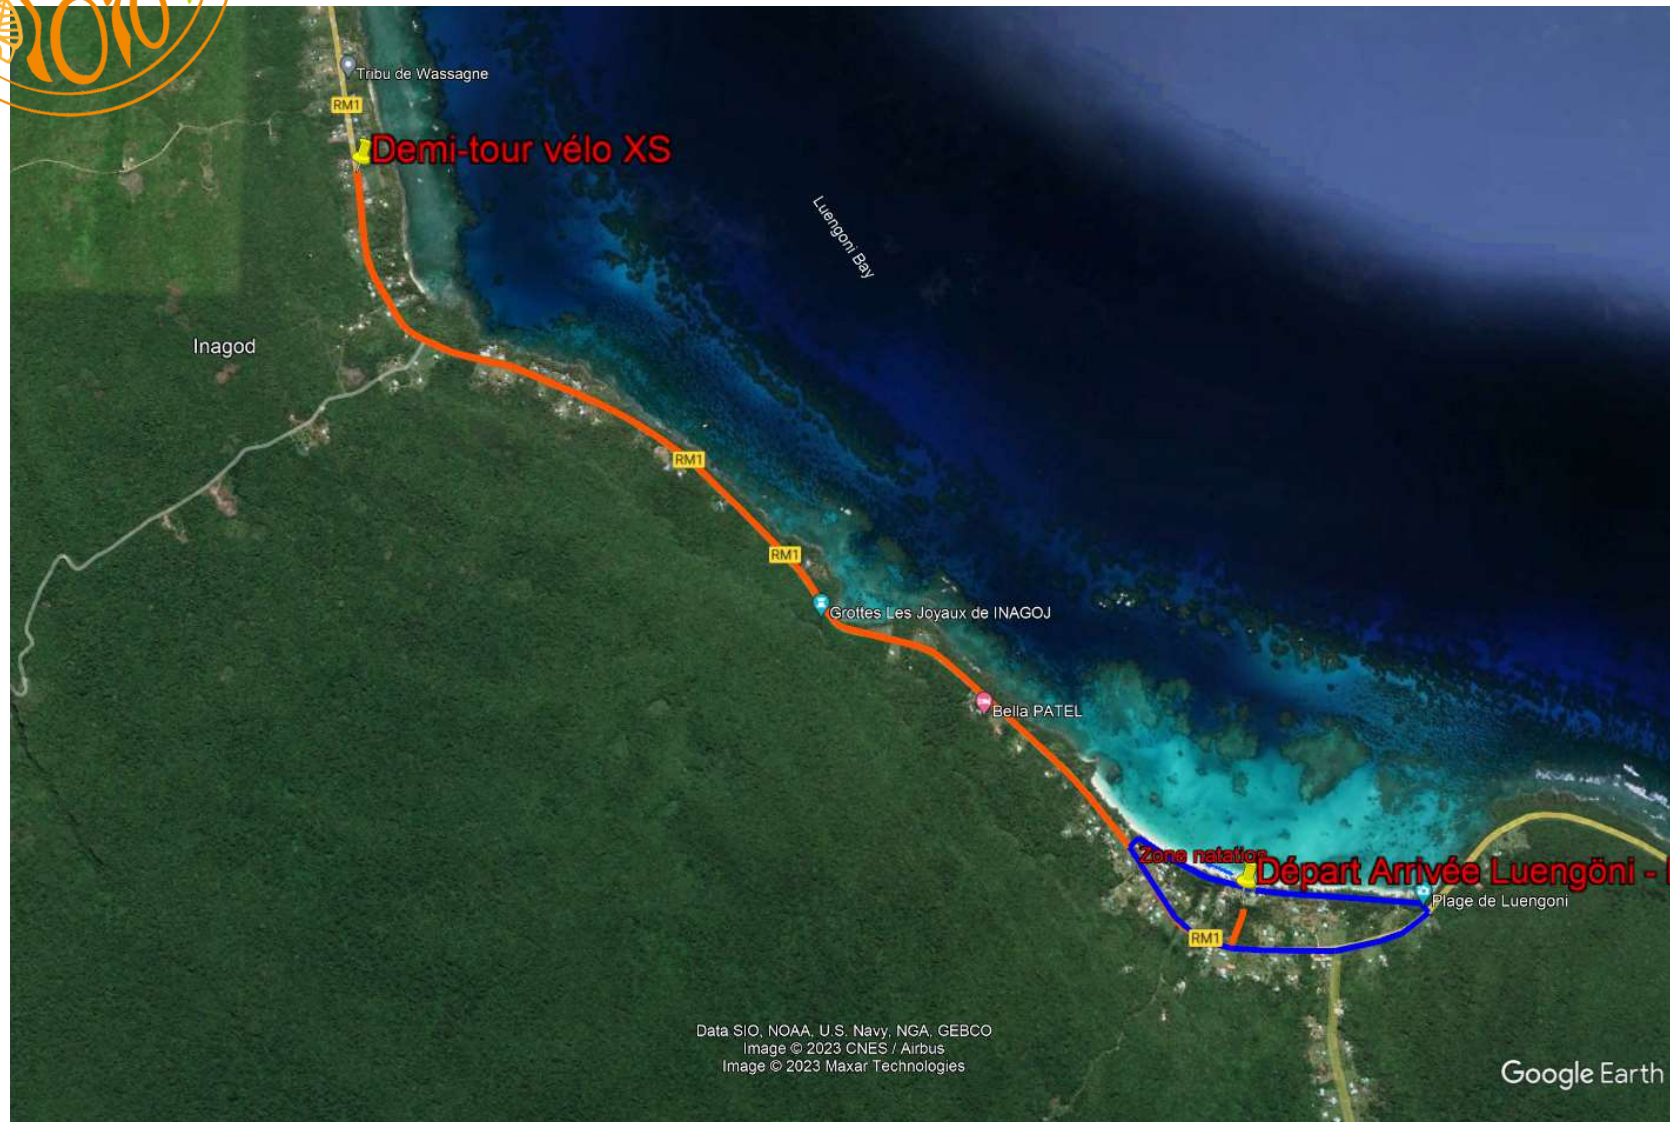 Tribu de Wassagne
RM1
Demi-tour vélo XS
Luengoni Bay
Inagod
RM1
RM1
Grottes Les Joyaux de INAGOJ
Bella PATEL
Zone natation
Départ Arrivée Luengöni -
Plage de Luengoni
RM1
Data SIO, NOAA, U.S. Navy, NGA, GEBCO
Image © 2023 CNES / Airbus
Image © 2023 Maxar Technologies
Google Earth